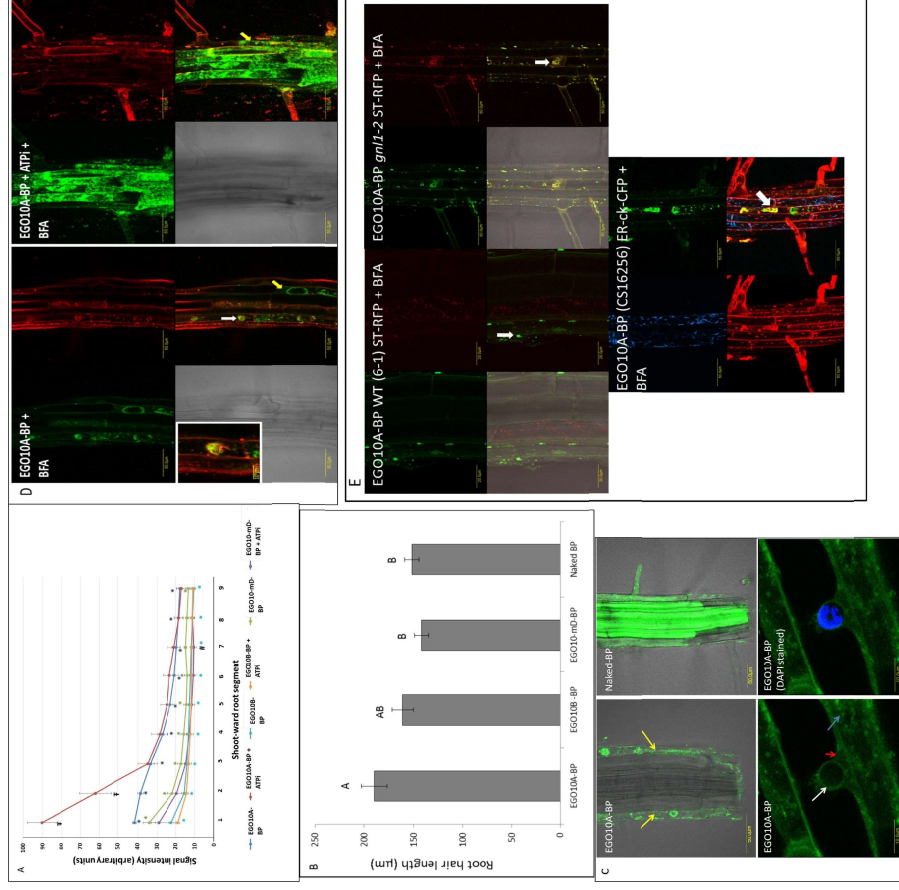 A
Signal intensity (arbitrary units)
100
90
80
70
60
50
40
30
20
10
0
1
2
3
4
5
6
7
8
9
Shoot-ward root segment
EGO10A-
BP
EGO10A-BP +
ATPi
EGO10B-
BP
EGO10B-BP +
ATPi
EGO10-mD-
BP
EGO10-mD-
BP + ATPi
B
Root hair length (μm)
250
200
150
100
50
0
A
AB
B
B
EGO10A-BP
EGO10B -BP
EGO10-mD-BP
Naked BP
C
EGO10A-BP
Naked-BP
50.0μm
EGO10A-BP
EGO10A-BP
(DAPI stained)
D
EGO10A-BP +
BFA
EGO10A-BP + ATPi +
BFA
E
EGO10A-BP WT (6-1) ST-RFP + BFA
EGO10A-BP gnl1-2 ST-RFP + BFA
EGO10A-BP (CS16256) ER-ck-CFP +
BFA